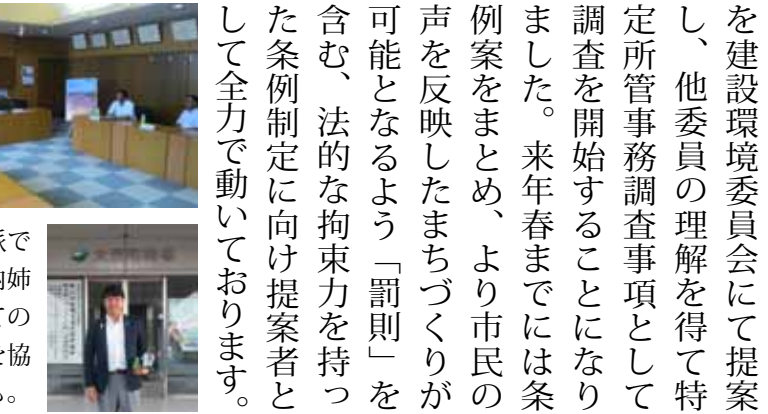 を建設環境委員会にて提案
し、他委員の理解を得て特
定所管事務調査事項として
調査を開始することになり
ました。来年春までには条
例案をまとめ、より市民の
声を反映したまちづくりが
可能となるよう「罰則」を
含む、法的な拘束力を持っ
た条例制定に向け提案者と
して全力で動いております。
で
姉
の
協
。